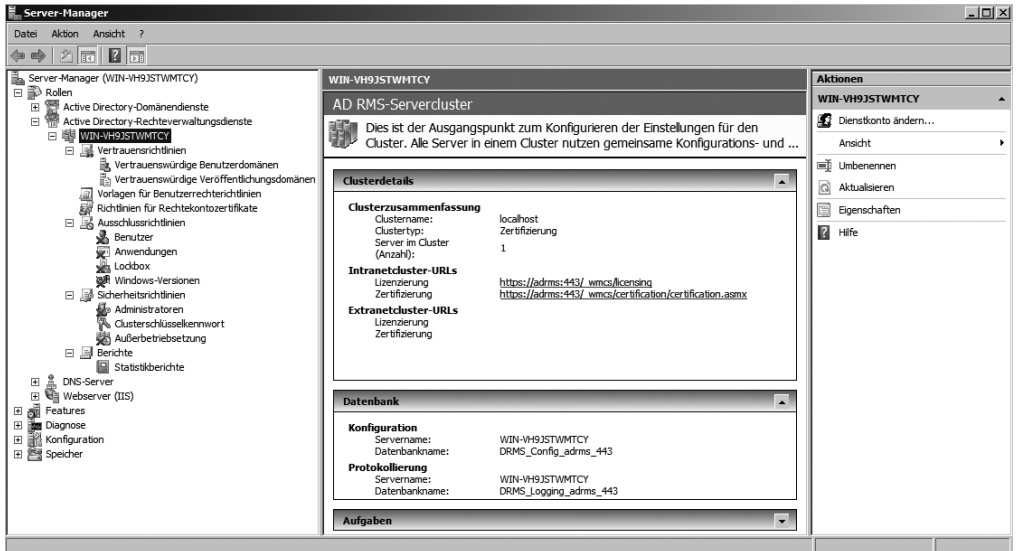 Server-Manager
Datei Aktion Ansicht ?
Server-Manager (WIN-VH9JSTWMTCY)
Rollen
Active Directory-Domänendienste
Active Directory-Rechteverwaltungsdienste
WIN-VH9JSTWMTCY
Vertrauensrichtlinien
Vertrauenswürdige Benutzerdomänen
Vertrauenswürdige Veröffentlichungsdomänen
Vorlagen für Benutzerrechterichtlinien
Richtlinien für Rechtekontozertifikate
Ausschlussrichtlinien
Benutzer
Anwendungen
Lockbox
Windows-Versionen
Sicherheitsrichtlinien
Administratoren
Clusterschlüsselkennwort
Außerbetriebsetzung
Berichte
Statistikberichte
DNS-Server
Webserver (IIS)
Features
Diagnose
Konfiguration
Speicher
WIN-VH9JSTWMTCY
AD RMS-Servercluster
Dies ist der Ausgangspunkt zum Konfigurieren der Einstellungen für den
Cluster. Alle Server in einem Cluster nutzen gemeinsame Konfigurations- und ...
Clusterdetails
Clusterzusammenfassung
Clustername: localhost
Clustertyp: Zertifizierung
Server im Cluster
(Anzahl): 1
Intranetcluster-URLs
Lizenzierung https://adrms:443/_wmcs/licensing
Zertifizierung https://adrms:443/_wmcs/certification/certification.asmx
Extranetcluster-URLs
Lizenzierung
Zertifizierung
Datenbank
Konfiguration
Servername: WIN-VH9JSTWMTCY
Datenbankname: DRMS_Config_adrms_443
Protokollierung
Servername: WIN-VH9JSTWMTCY
Datenbankname: DRMS_Logging_adrms_443
Aufgaben
Aktionen
WIN-VH9JSTWMTCY
Dienstkonto ändern...
Ansicht
Umbenennen
Aktualisieren
Eigenschaften
Hilfe